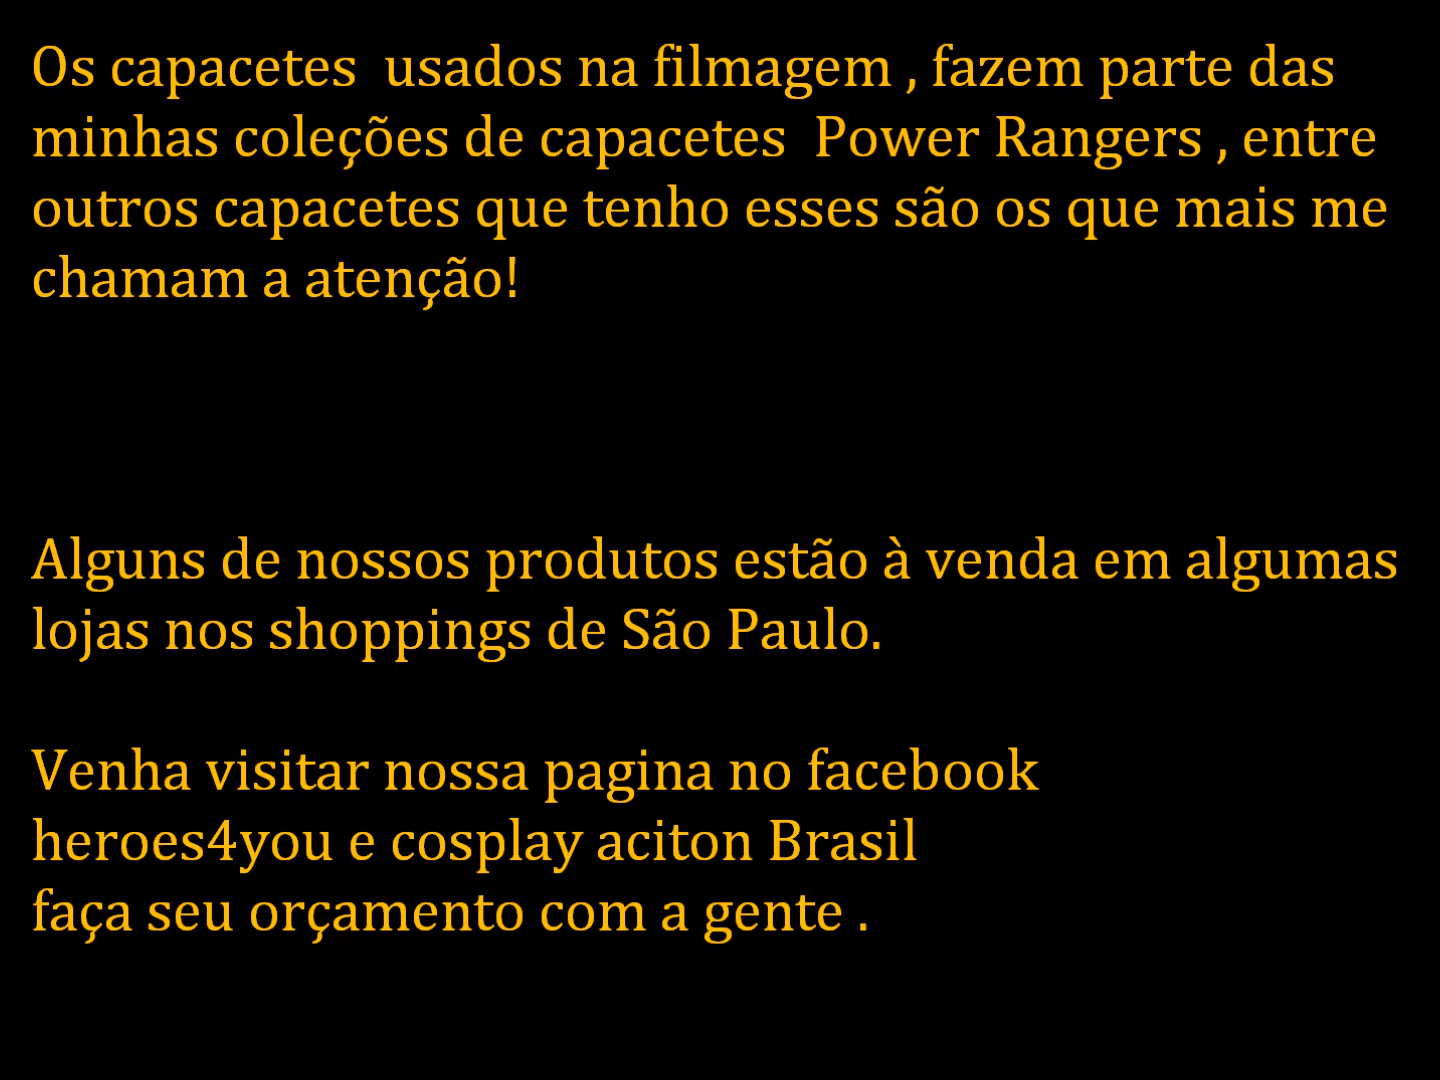 Os capacetes  usados na filmagem , fazem parte das
minhas coleções de capacetes  Power Rangers , entre
outros capacetes que tenho esses são os que mais me
chamam a atenção!
Alguns de nossos produtos estão à venda em algumas
lojas nos shoppings de São Paulo.
Venha visitar nossa pagina no facebook
heroes4you e cosplay aciton Brasil
faça seu orçamento com a gente .